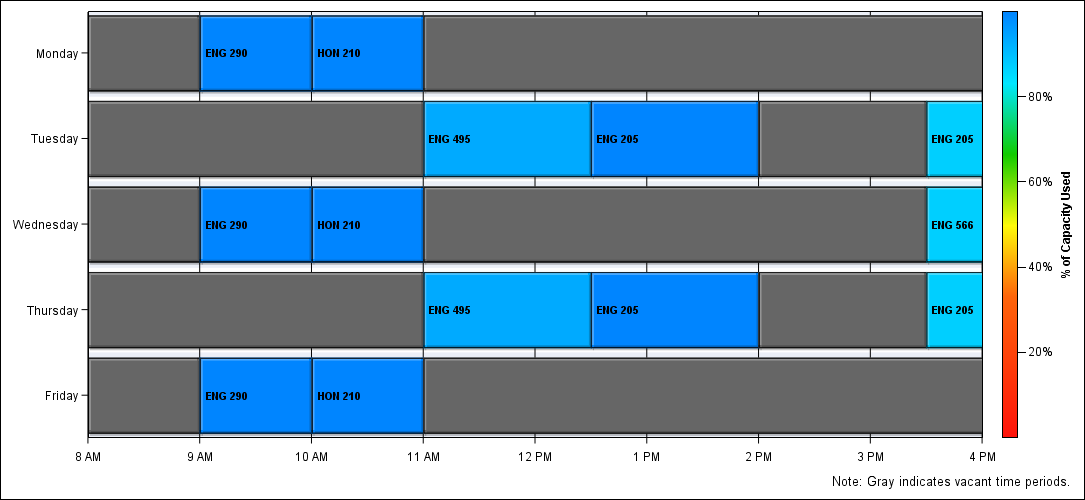 Monday
ENG 290
HON 210
Tuesday
ENG 495
ENG 205
ENG 205
Wednesday
ENG 290
HON 210
ENG 566
Thursday
ENG 495
ENG 205
ENG 205
Friday
ENG 290
HON 210
8 AM
9 AM
10 AM
11 AM
12 PM
1 PM
2 PM
3 PM
4 PM
80%
60%
40%
20%
% of Capacity Used
Note: Gray indicates vacant time periods.